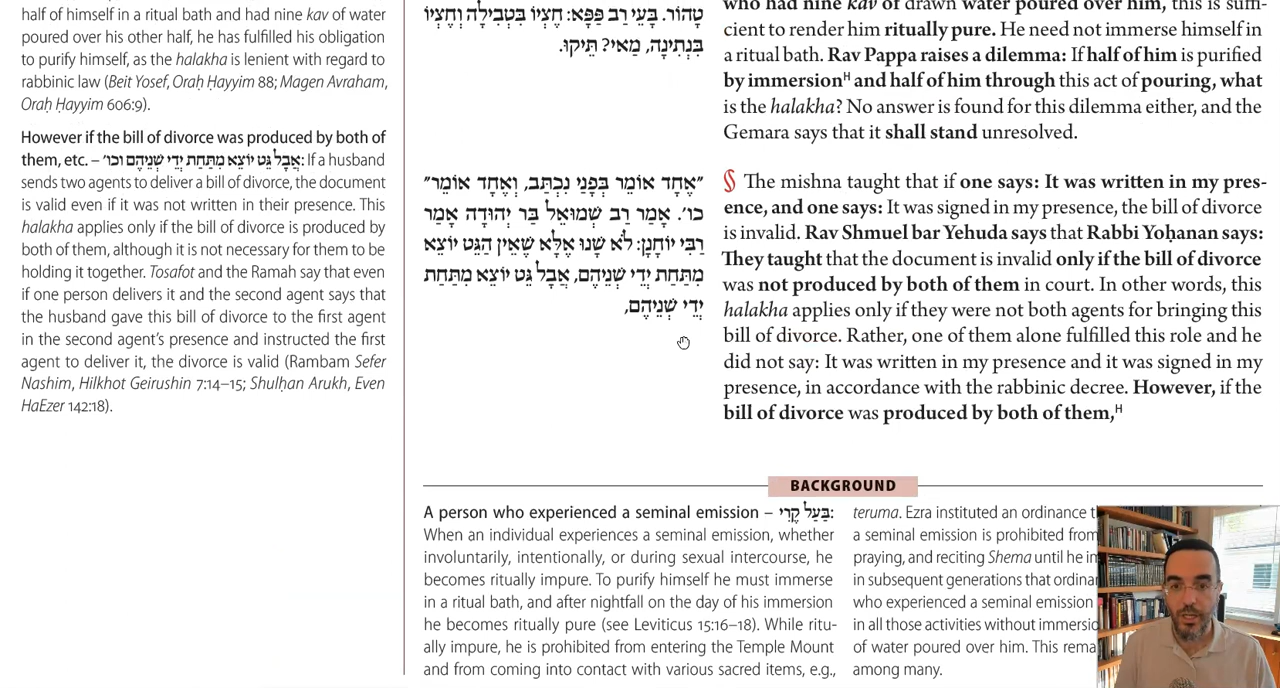 half of himself in a ritual bath and had nine kav of water
poured over his other half, he has fulfilled his obligation
to purify himself, as the halakha is lenient with regard to
rabbinic law (Beit Yosef, Oraḥ Ḥayyim 88; Magen Avraham,
Oraḥ Ḥayyim 606:9).
However if the bill of divorce was produced by both of
them, etc. – אֲבָל גֵּט יוֹצֵא מִתַּחַת יְדֵי שְׁנֵיהֶם וכו׳: If a husband
sends two agents to deliver a bill of divorce, the document
is valid even if it was not written in their presence. This
halakha applies only if the bill of divorce is produced by
both of them, although it is not necessary for them to be
holding it together. Tosafot and the Ramah say that even
if one person delivers it and the second agent says that
the husband gave this bill of divorce to the first agent
in the second agent's presence and instructed the first
agent to deliver it, the divorce is valid (Rambam Sefer
Nashim, Hilkhot Geirushin 7:14–15; Shulḥan Arukh, Even
HaEzer 142:18).
טָהוֹר. בָּעֵי רַב פַּפָּא: חֶצְיוֹ בִּטְבִילָה וְחֶצְיוֹ
בִּנְתִינָה, מַאי? תֵּיקוּ.
״אֶחָד אוֹמֵר בְּפָנַי נִכְתַּב, וְאֶחָד אוֹמֵר״
כו׳. אָמַר רַב שְׁמוּאֵל בַּר יְהוּדָה אָמַר
רַבִּי יוֹחָנָן: לֹא שָׁנוּ אֶלָּא שֶׁאֵין הַגֵּט יוֹצֵא
מִתַּחַת יְדֵי שְׁנֵיהֶם, אֲבָל גֵּט יוֹצֵא מִתַּחַת
יְדֵי שְׁנֵיהֶם,
who had nine kav of drawn water poured over him, this is suffi-
cient to render him ritually pure. He need not immerse himself in
a ritual bath. Rav Pappa raises a dilemma: If half of him is purified
by immersionᴴ and half of him through this act of pouring, what
is the halakha? No answer is found for this dilemma either, and the
Gemara says that it shall stand unresolved.
§ The mishna taught that if one says: It was written in my pres-
ence, and one says: It was signed in my presence, the bill of divorce
is invalid. Rav Shmuel bar Yehuda says that Rabbi Yoḥanan says:
They taught that the document is invalid only if the bill of divorce
was not produced by both of them in court. In other words, this
halakha applies only if they were not both agents for bringing this
bill of divorce. Rather, one of them alone fulfilled this role and he
did not say: It was written in my presence and it was signed in my
presence, in accordance with the rabbinic decree. However, if the
bill of divorce was produced by both of them,ᴴ
BACKGROUND
A person who experienced a seminal emission – בַּעַל קֶרִי:
When an individual experiences a seminal emission, whether
involuntarily, intentionally, or during sexual intercourse, he
becomes ritually impure. To purify himself he must immerse
in a ritual bath, and after nightfall on the day of his immersion
he becomes ritually pure (see Leviticus 15:16–18). While ritu-
ally impure, he is prohibited from entering the Temple Mount
and from coming into contact with various sacred items, e.g.,
teruma. Ezra instituted an ordinance
a seminal emission is prohibited from
praying, and reciting Shema until he
in subsequent generations that
who experienced a seminal emission
in all those activities without
of water poured over him. This
among many.